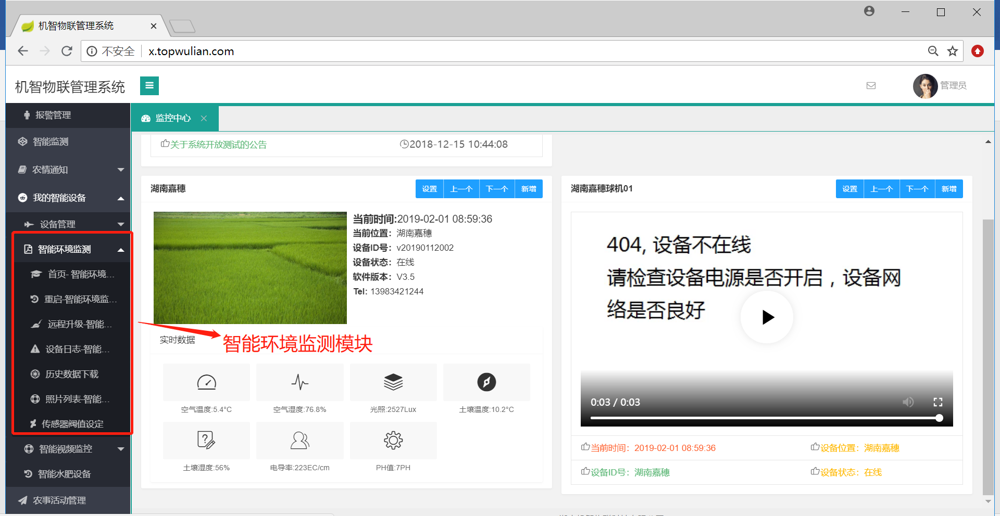 机智物联管理系统
不安全
x.topwulian.com
机智物联管理系统
管理员
报警管理
智能监测
农情通知
我的智能设备
设备管理
智能环境监测
首页- 智能环境...
重启-智能环境监...
远程升级-智能...
设备日志-智能...
历史数据下载
照片列表-智能...
传感器阀值设定
智能视频监控
智能水肥设备
农事活动管理
监控中心
关于系统开放测试的公告
2018-12-15 10:44:08
湖南嘉穗
设置 上一个 下一个 新增
当前时间:2019-02-01 08:59:36
当前位置：湖南嘉穗
设备ID号：v20190112002
设备状态：在线
软件版本：V3.5
Tel: 13983421244
实时数据
智能环境监测模块
空气温度:5.4°C
空气湿度:76.8%
光照:2527Lux
土壤温度:10.2°C
土壤湿度:56%
电导率:223EC/cm
PH值:7PH
湖南嘉穗球机01
设置 上一个 下一个 新增
404, 设备不在线
请检查设备电源是否开启，设备网
络是否良好
0:03 / 0:03
当前时间：2019-02-01 08:59:36
设备位置：湖南嘉穗
设备ID号：湖南嘉穗
设备状态：在线